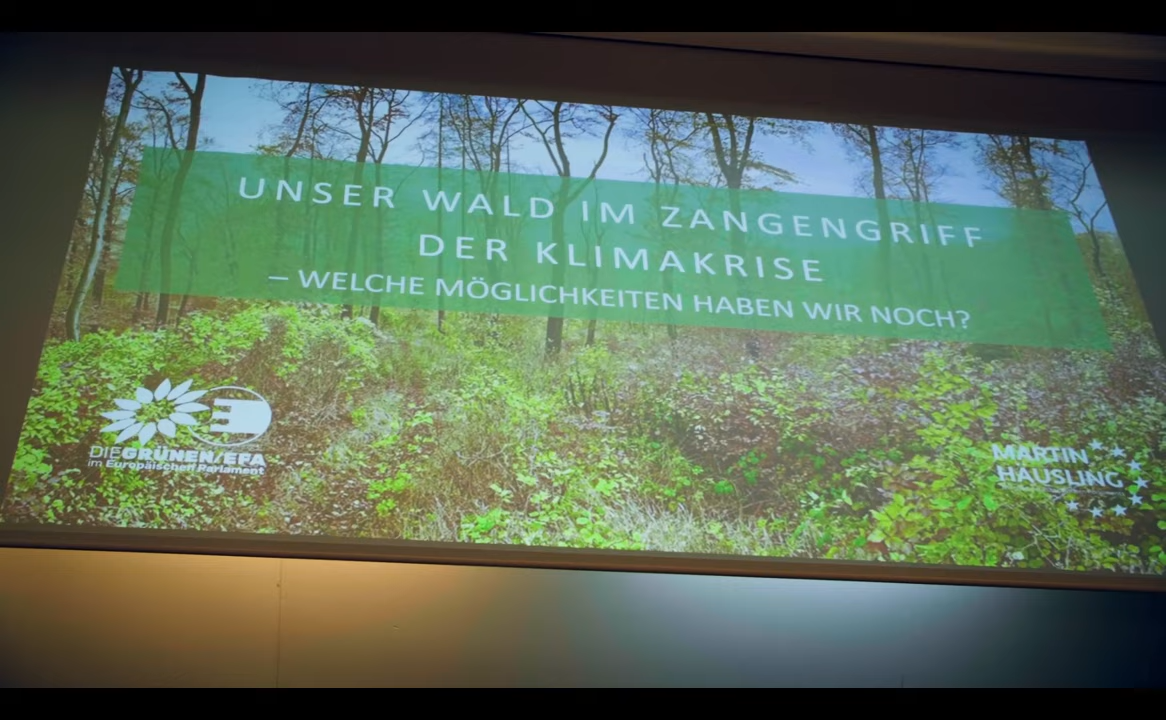 UNSER WALD IM ZANGENGRIFF
DER KLIMAKRISE
– WELCHE MÖGLICHKEITEN HABEN WIR NOCH?
DIE GRÜNEN/EFA
im Europäischen Parlament
MARTIN
HÄUSLING